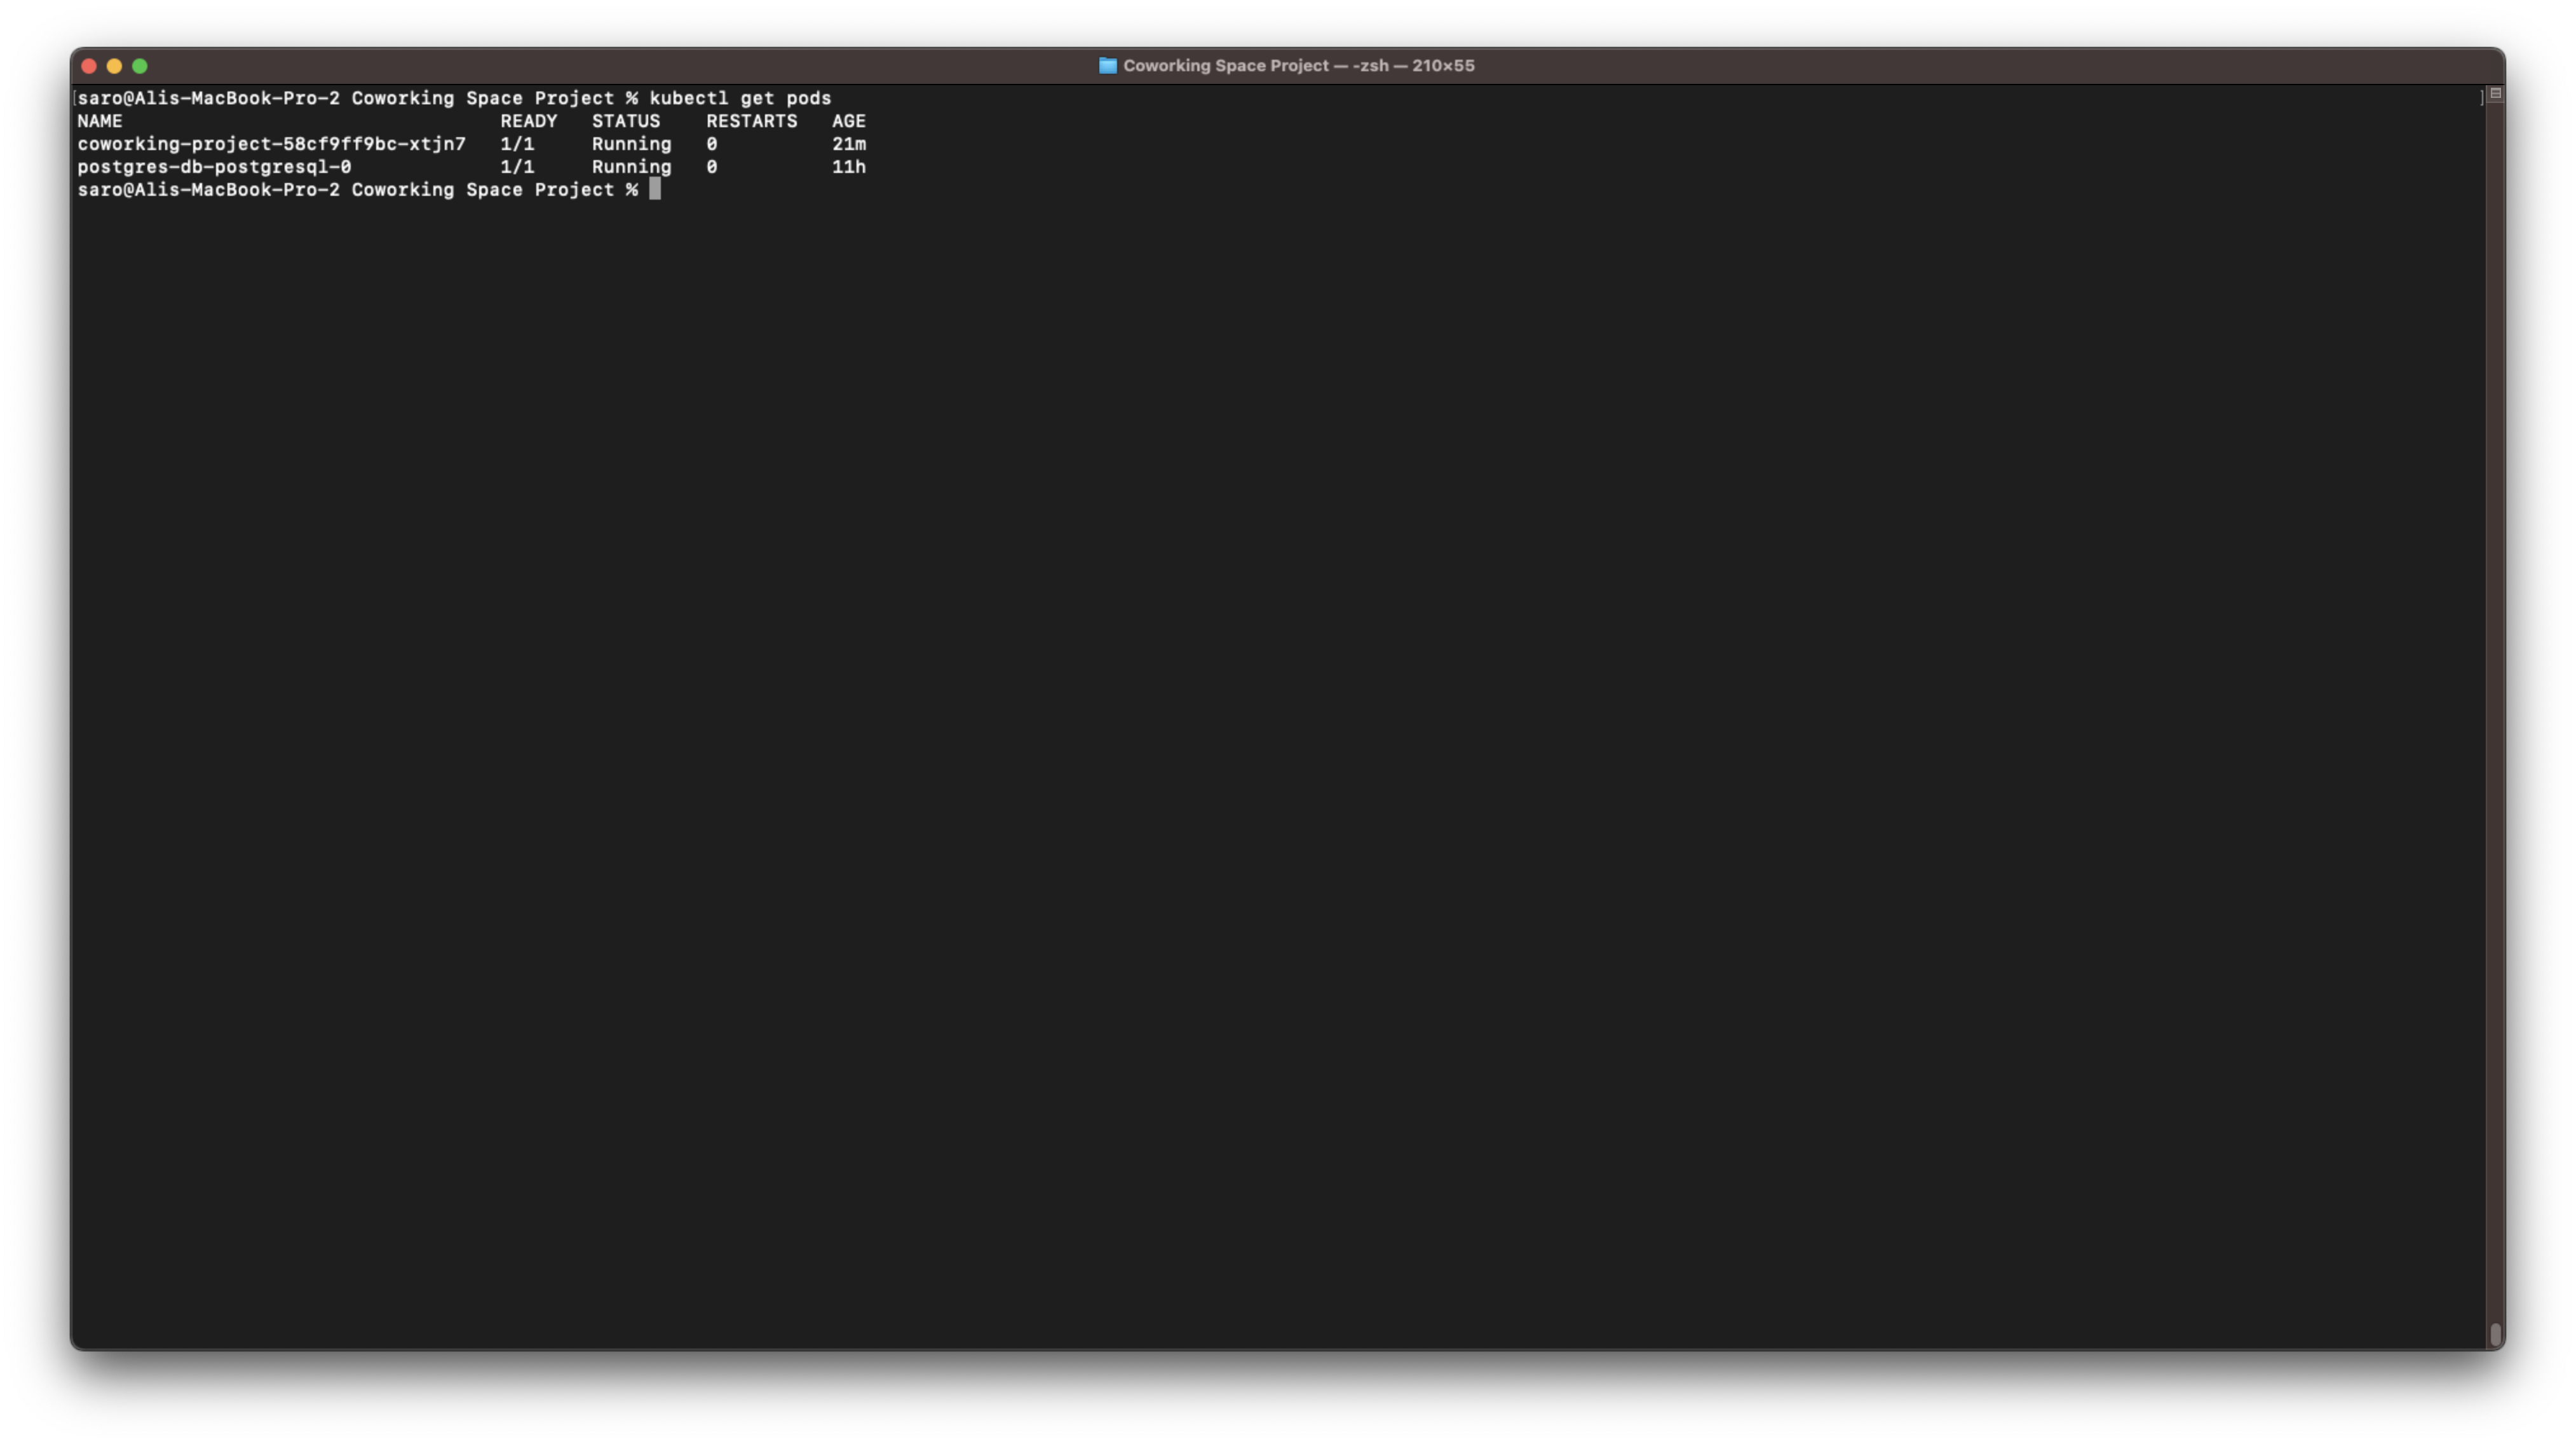 Coworking Space Project — -zsh — 210×55
[saro@Alis-MacBook-Pro-2 Coworking Space Project % kubectl get pods ]
NAME                                  READY   STATUS    RESTARTS   AGE
coworking-project-58cf9ff9bc-xtjn7   1/1     Running   0          21m
postgres-db-postgresql-0             1/1     Running   0          11h
saro@Alis-MacBook-Pro-2 Coworking Space Project %